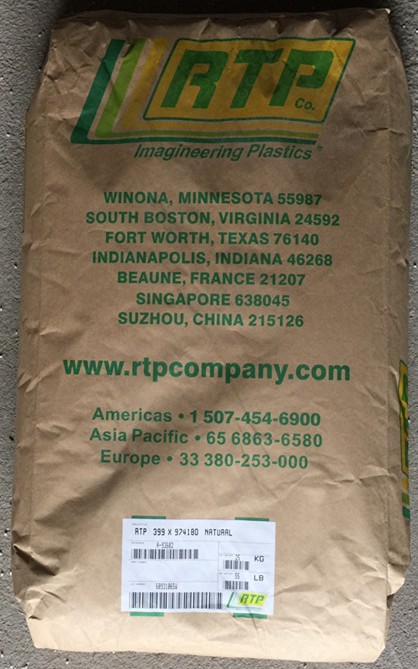 RTP
Co.
Imagineering Plastics®
WINONA, MINNESOTA 55987
SOUTH BOSTON, VIRGINIA 24592
FORT WORTH, TEXAS 76140
INDIANAPOLIS, INDIANA 46268
BEAUNE, FRANCE 21207
SINGAPORE 638045
SUZHOU, CHINA 215126
www.rtpcompany.com
Americas • 1 507-454-6900
Asia Pacific • 65 6863-6580
Europe • 33 380-253-000
RTP 399 X 974180 NATURAL
25 KG
55 LB
RTP